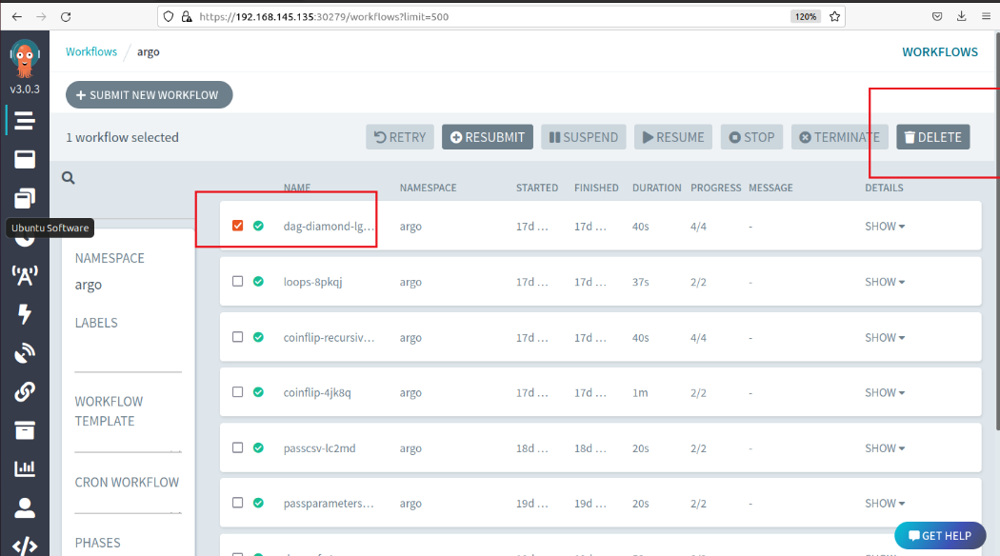 https://192.168.145.135:30279/workflows?limit=500
120%
Workflows / argo
WORKFLOWS
v3.0.3
+ SUBMIT NEW WORKFLOW
1 workflow selected
RETRY RESUBMIT SUSPEND RESUME STOP TERMINATE DELETE
NAME NAMESPACE STARTED FINISHED DURATION PROGRESS MESSAGE DETAILS
dag-diamond-lg... argo 17d ... 17d ... 40s 4/4 - SHOW
loops-8pkqj argo 17d ... 17d ... 37s 2/2 - SHOW
coinflip-recursiv... argo 17d ... 17d ... 40s 4/4 - SHOW
coinflip-4jk8q argo 17d ... 17d ... 1m 2/2 - SHOW
passcsv-lc2md argo 18d ... 18d ... 20s 2/2 - SHOW
passparameters... argo 19d ... 19d ... 20s 2/2 - SHOW
Ubuntu Software
NAMESPACE
argo
LABELS
WORKFLOW
TEMPLATE
CRON WORKFLOW
PHASES
GET HELP